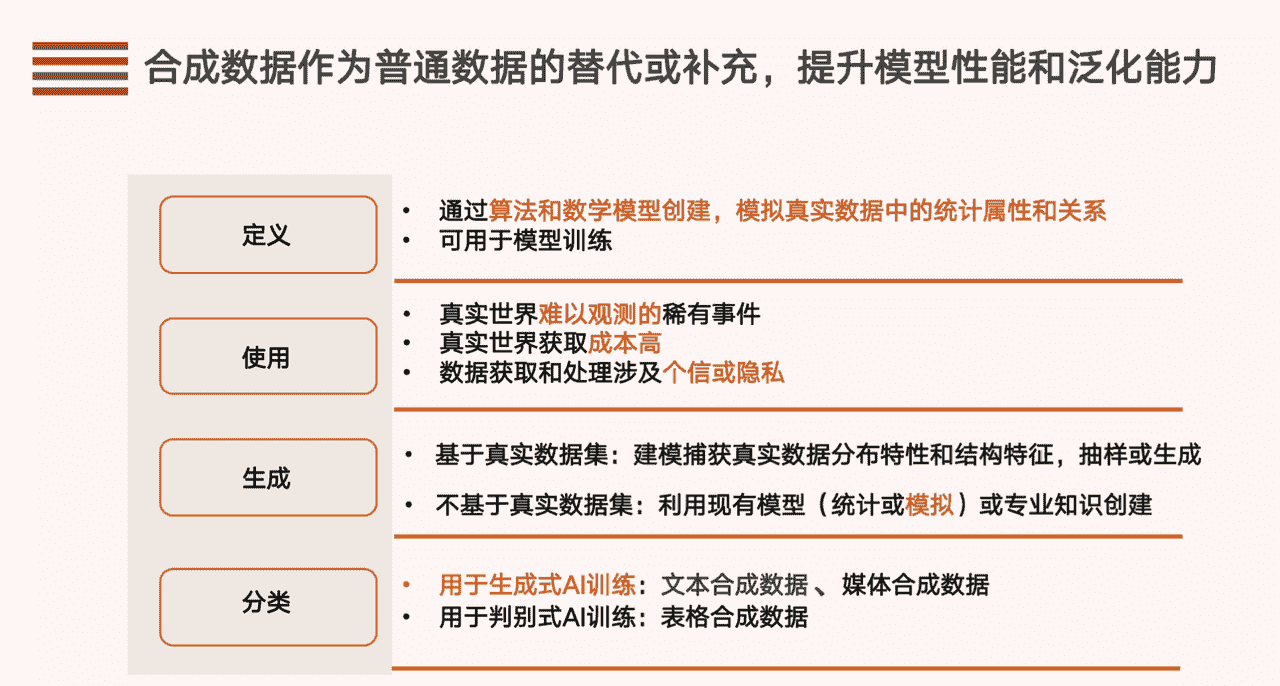 合成数据作为普通数据的替代或补充，提升模型性能和泛化能力
定义
• 通过算法和数学模型创建，模拟真实数据中的统计属性和关系
• 可用于模型训练
使用
• 真实世界难以观测的稀有事件
• 真实世界获取成本高
• 数据获取和处理涉及个信或隐私
生成
• 基于真实数据集：建模捕获真实数据分布特性和结构特征，抽样或生成
• 不基于真实数据集：利用现有模型（统计或模拟）或专业知识创建
分类
• 用于生成式AI训练：文本合成数据、媒体合成数据
• 用于判别式AI训练：表格合成数据